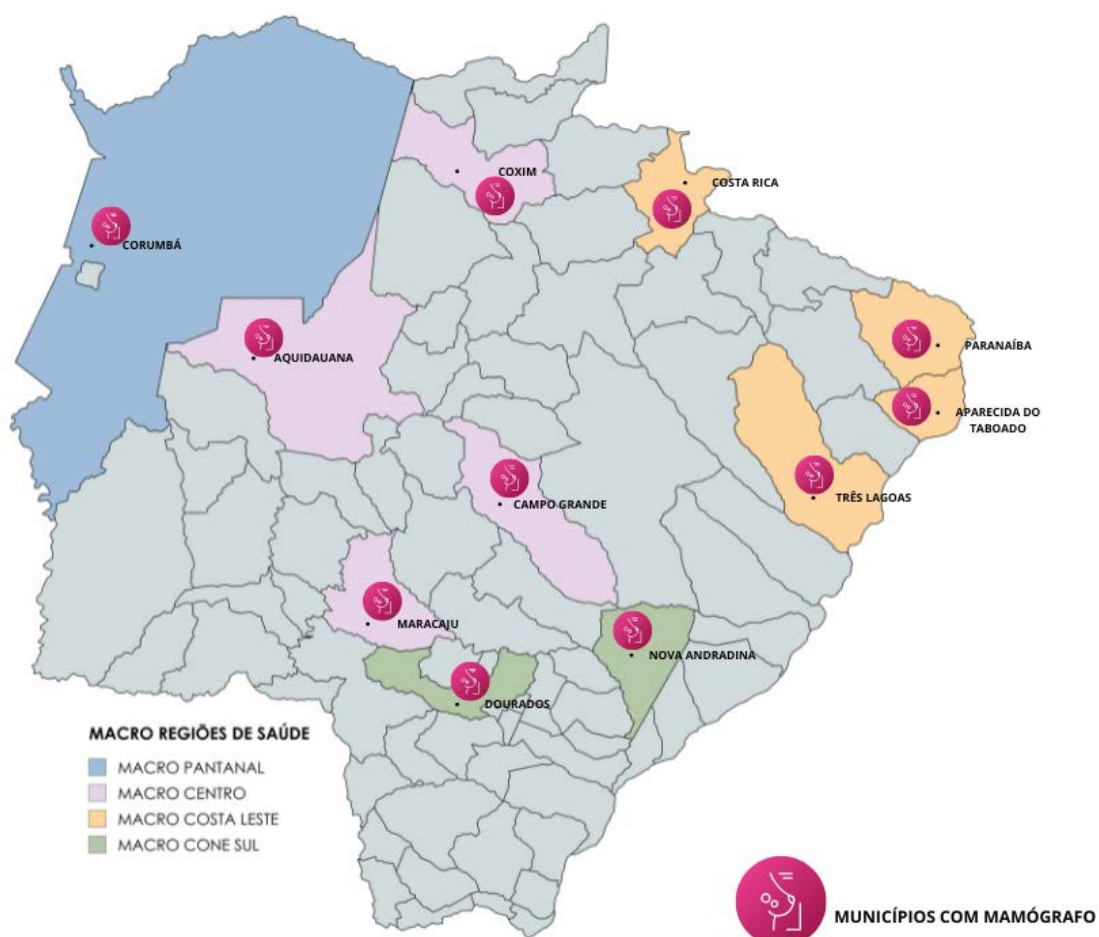 COXIM
COSTA RICA
CORUMBÁ
AQUIDAUANA
PARANAÍBA
APARECIDA DO
TABOADO
TRÊS LAGOAS
CAMPO GRANDE
MARACAJU
NOVA ANDRADINA
DOURADOS
MACRO REGIÕES DE SAÚDE
MACRO PANTANAL
MACRO CENTRO
MACRO COSTA LESTE
MACRO CONE SUL
MUNICÍPIOS COM MAMÓGRAFO